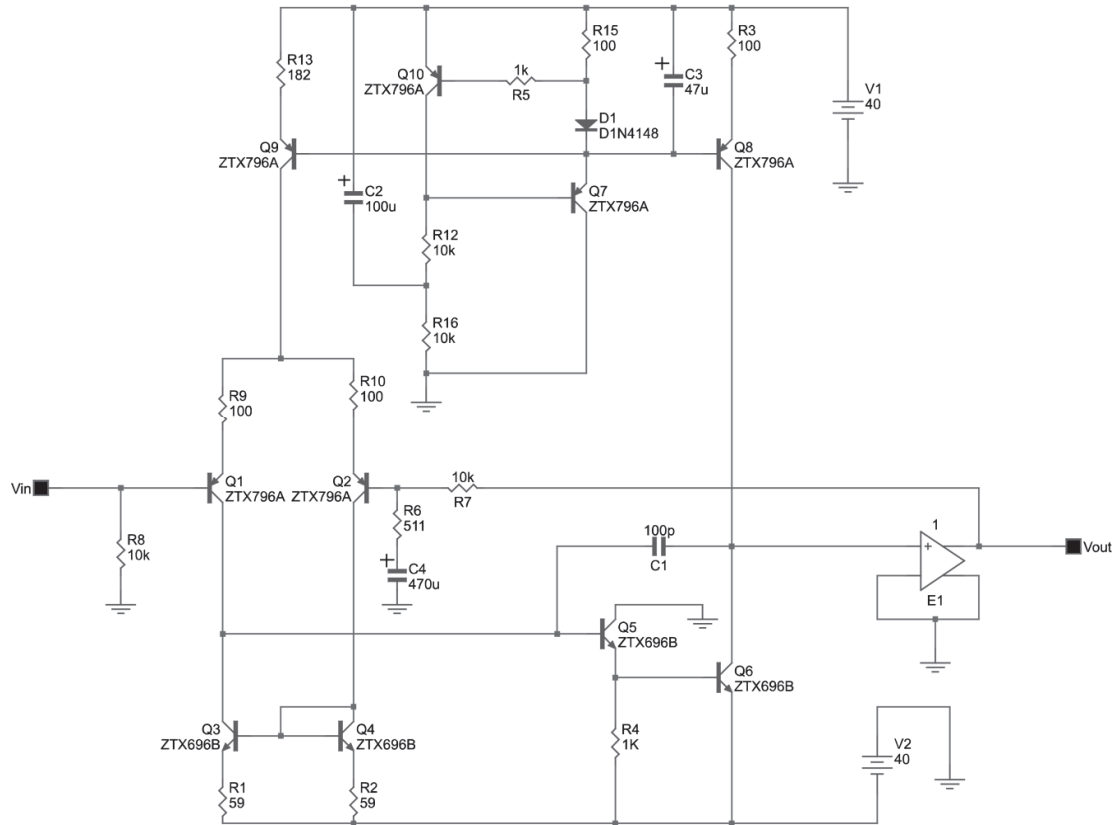 R13
182
Q10
ZTX796A
R15
100
1k
R5
+
C3
47u
R3
100
V1
40
D1
D1N4148
Q9
ZTX796A
Q8
ZTX796A
+
C2
100u
Q7
ZTX796A
R12
10k
R16
10k
R9
100
R10
100
Vin
Q1
ZTX796A
Q2
ZTX796A
10k
R7
R8
10k
R6
511
+
C4
470u
100p
C1
1
+
E1
Vout
Q5
ZTX696B
Q6
ZTX696B
Q3
ZTX696B
Q4
ZTX696B
R4
1K
V2
40
R1
59
R2
59